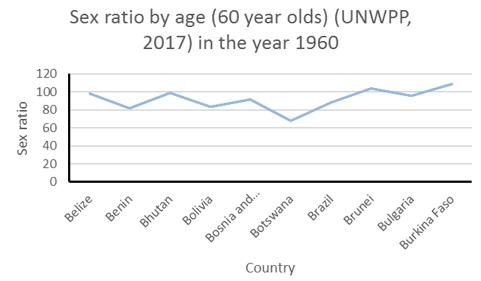 Sex ratio by age (60 year olds) (UNWPP,
2017) in the year 1960
120
100
80
60
40
20
0
Sex ratio
Belize
Benin
Bhutan
Bolivia
Bosnia and...
Botswana
Brazil
Brunei
Bulgaria
Burkina Faso
Country